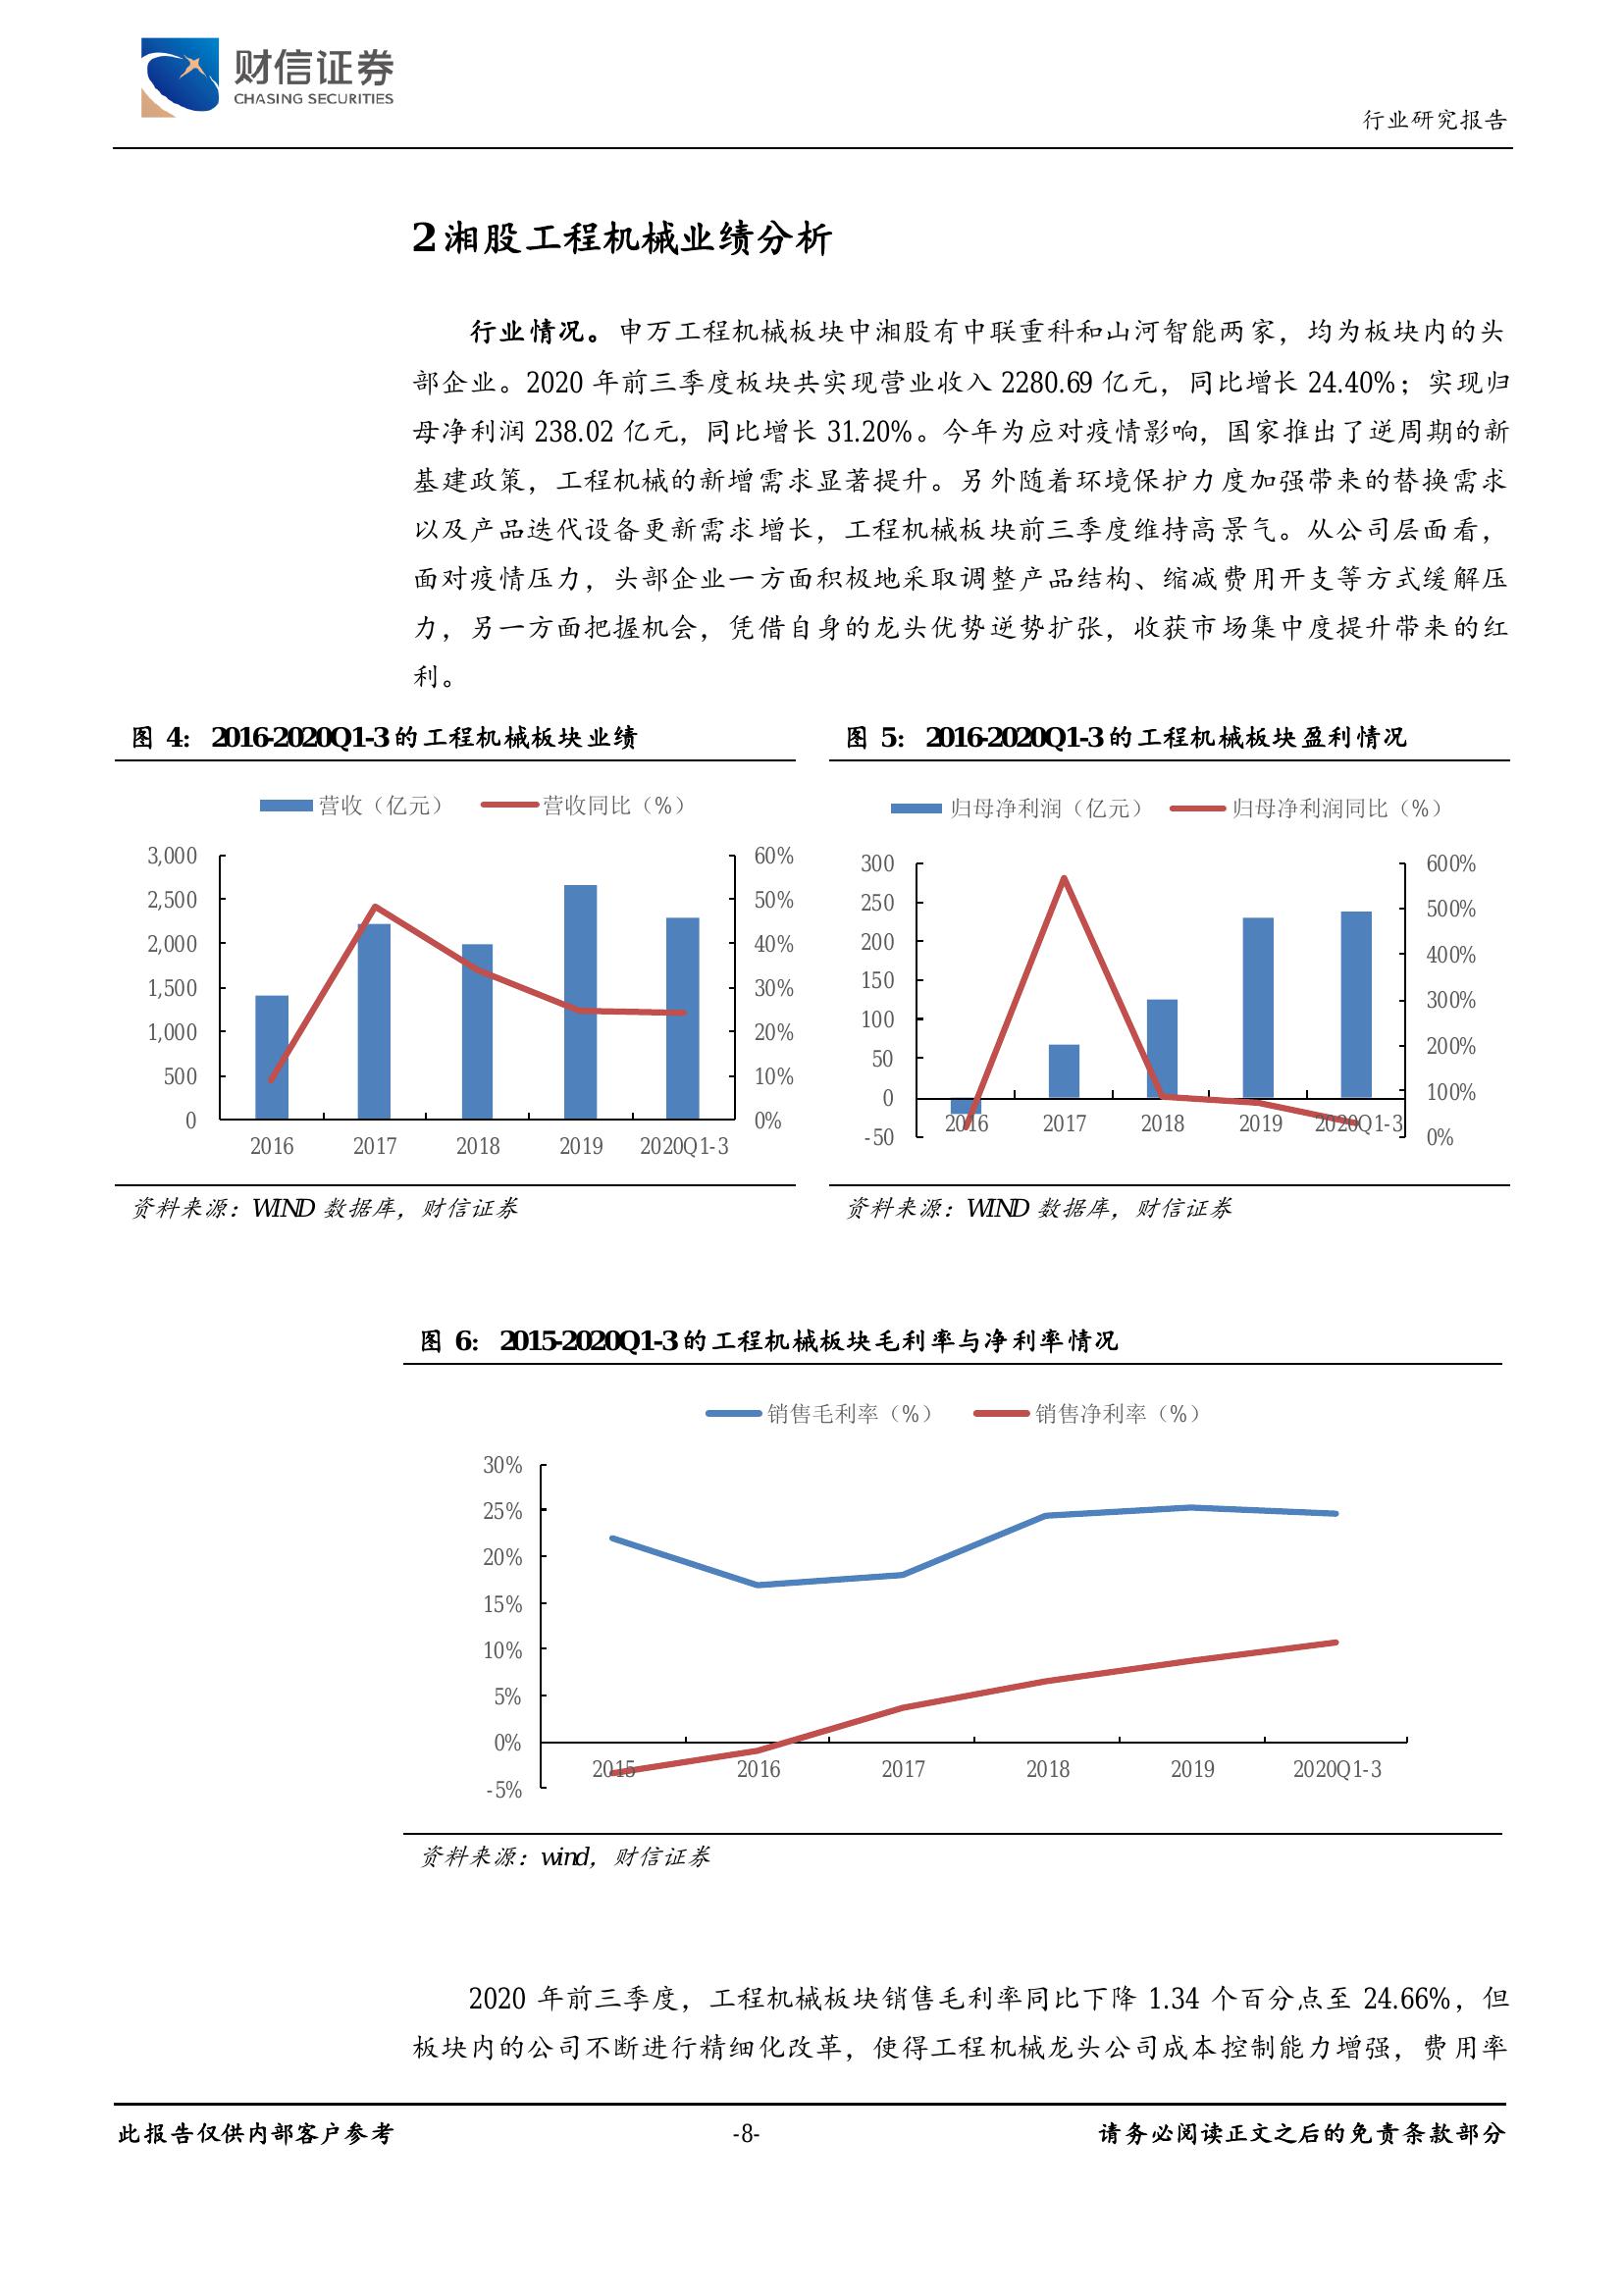 财信证券
CHASING SECURITIES
行业研究报告
2 湘股工程机械业绩分析
行业情况。申万工程机械板块中湘股有中联重科和山河智能两家，均为板块内的头
部企业。2020 年前三季度板块共实现营业收入 2280.69 亿元，同比增长 24.40%；实现归
母净利润 238.02 亿元，同比增长 31.20%。今年为应对疫情影响，国家推出了逆周期的新
基建政策，工程机械的新增需求显著提升。另外随着环境保护力度加强带来的替换需求
以及产品迭代设备更新需求增长，工程机械板块前三季度维持高景气。从公司层面看，
面对疫情压力，头部企业一方面积极地采取调整产品结构、缩减费用开支等方式缓解压
力，另一方面把握机会，凭借自身的龙头优势逆势扩张，收获市场集中度提升带来的红
利。
图 4： 2016-2020Q1-3 的工程机械板块业绩
营收（亿元） 营收同比（%）
3,000 60%
2,500 50%
2,000 40%
1,500 30%
1,000 20%
500 10%
0 0%
2016 2017 2018 2019 2020Q1-3
资料来源：WIND 数据库，财信证券
图 5： 2016-2020Q1-3 的工程机械板块盈利情况
归母净利润（亿元） 归母净利润同比（%）
300 600%
250 500%
200 400%
150 300%
100 200%
50 100%
0 0%
-50
2016 2017 2018 2019 2020Q1-3
资料来源：WIND 数据库，财信证券
图 6： 2015-2020Q1-3 的工程机械板块毛利率与净利率情况
销售毛利率（%） 销售净利率（%）
30%
25%
20%
15%
10%
5%
0%
-5%
2015 2016 2017 2018 2019 2020Q1-3
资料来源：wind，财信证券
2020 年前三季度，工程机械板块销售毛利率同比下降 1.34 个百分点至 24.66%，但
板块内的公司不断进行精细化改革，使得工程机械龙头公司成本控制能力增强，费用率
此报告仅供内部客户参考 -8- 请务必阅读正文之后的免责条款部分